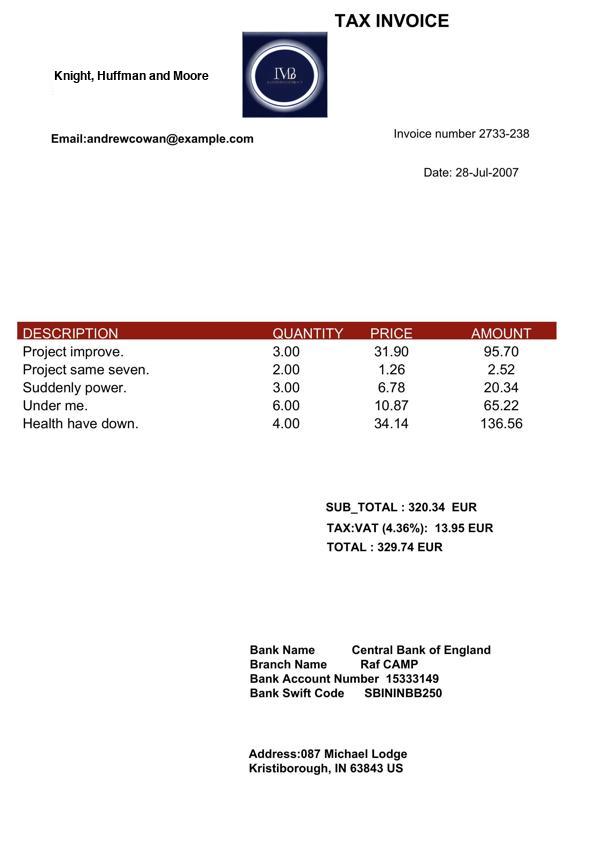 TAX INVOICE
Knight, Huffman and Moore
Email:andrewcowan@example.com
Invoice number 2733-238
Date: 28-Jul-2007
DESCRIPTION QUANTITY PRICE AMOUNT
Project improve. 3.00 31.90 95.70
Project same seven. 2.00 1.26 2.52
Suddenly power. 3.00 6.78 20.34
Under me. 6.00 10.87 65.22
Health have down. 4.00 34.14 136.56
SUB_TOTAL : 320.34 EUR
TAX:VAT (4.36%): 13.95 EUR
TOTAL : 329.74 EUR
Bank Name Central Bank of England
Branch Name Raf CAMP
Bank Account Number 15333149
Bank Swift Code SBININBB250
Address:087 Michael Lodge
Kristiborough, IN 63843 US